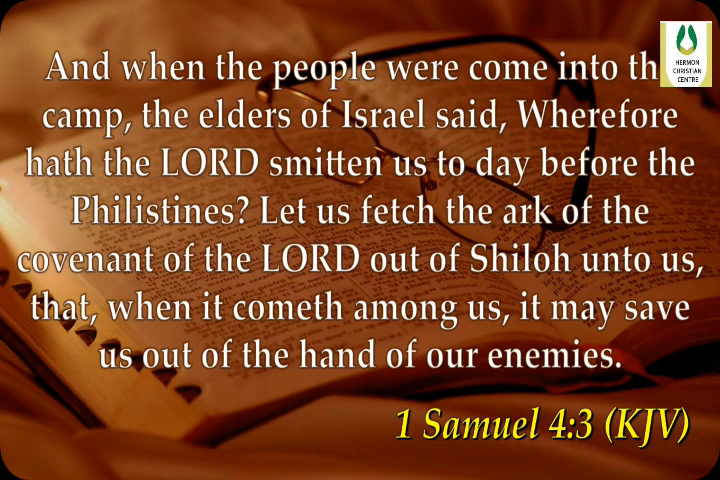 HERMON
CHRISTIAN
CENTRE
And when the people were come into th
camp, the elders of Israel said, Wherefore
hath the LORD smitten us to day before the
Philistines? Let us fetch the ark of the
covenant of the LORD out of Shiloh unto us,
that, when it cometh among us, it may save
us out of the hand of our enemies.
1 Samuel 4:3 (KJV)